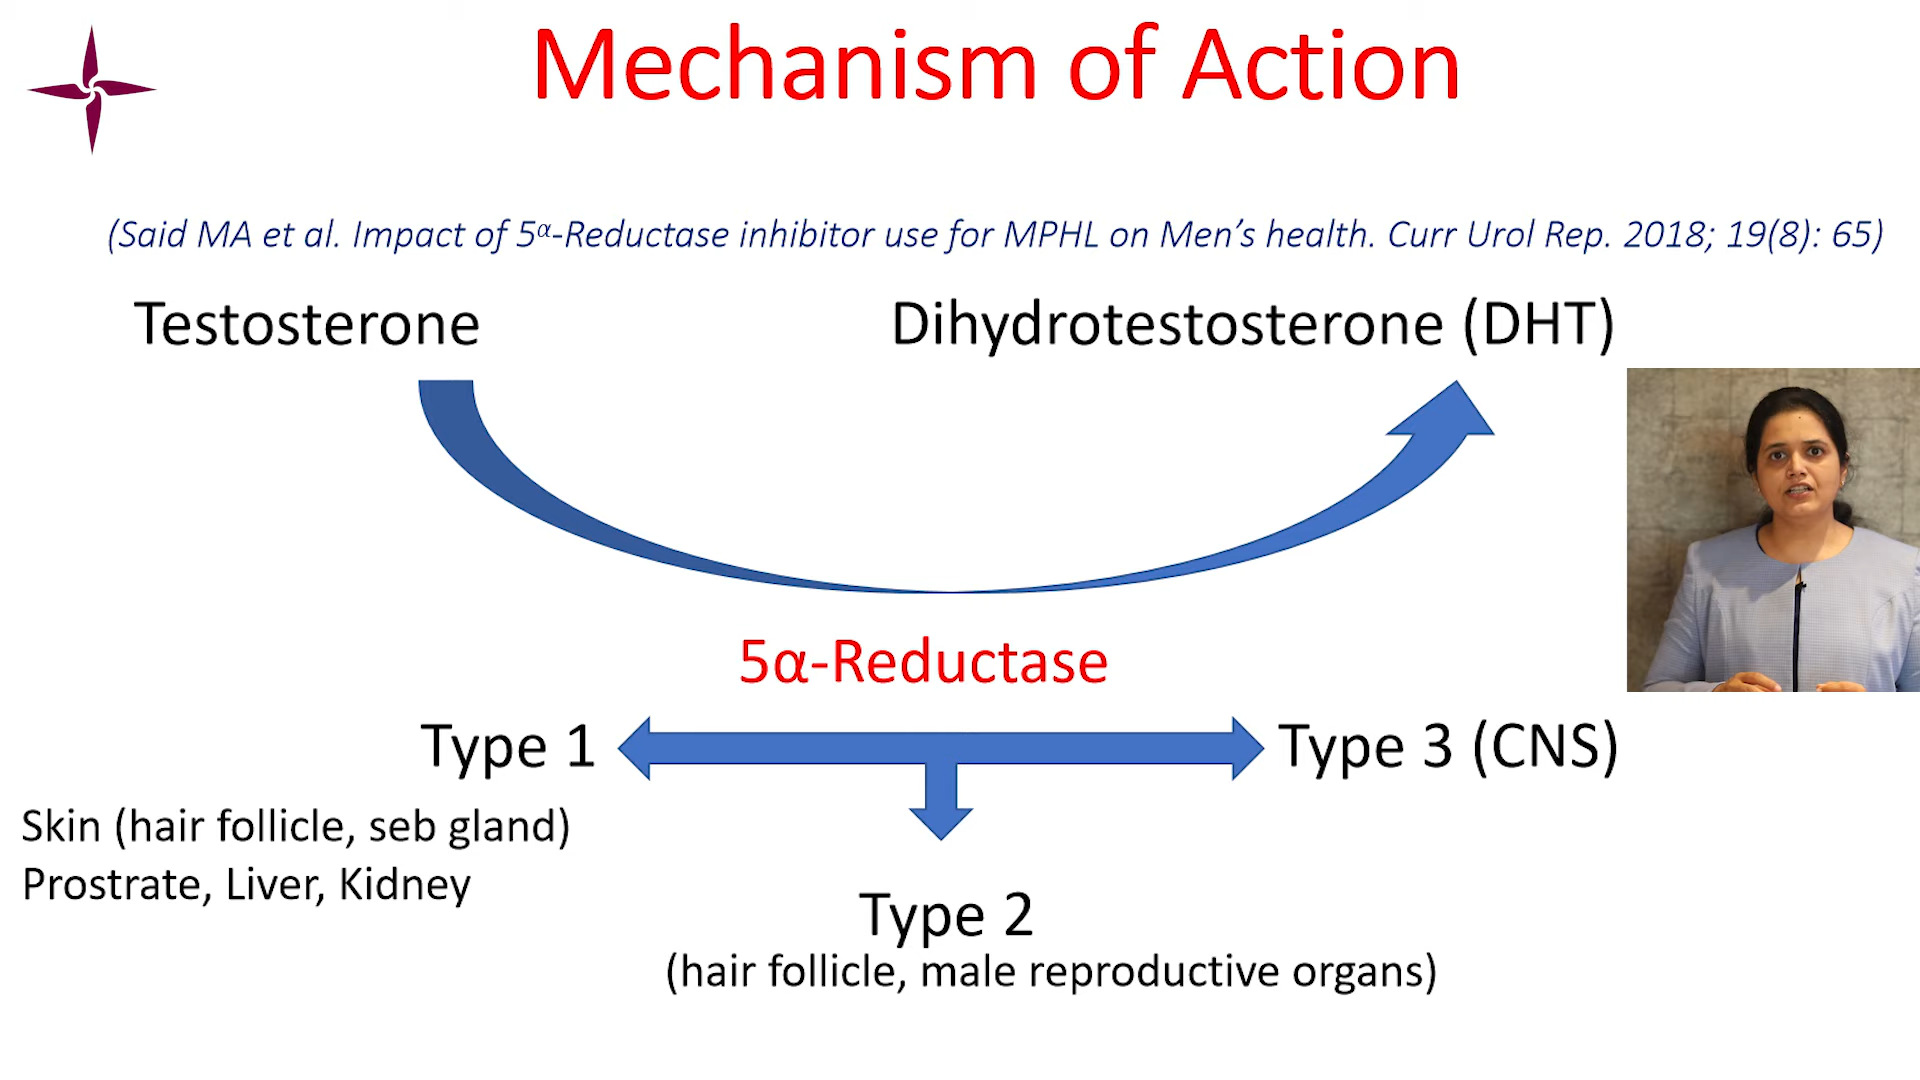 Mechanism of Action
(Said MA et al. Impact of 5α-Reductase inhibitor use for MPHL on Men’s health. Curr Urol Rep. 2018; 19(8): 65)
Testosterone
Dihydrotestosterone (DHT)
5α-Reductase
Type 1
Type 3 (CNS)
Skin (hair follicle, seb gland)
Prostrate, Liver, Kidney
Type 2
(hair follicle, male reproductive organs)